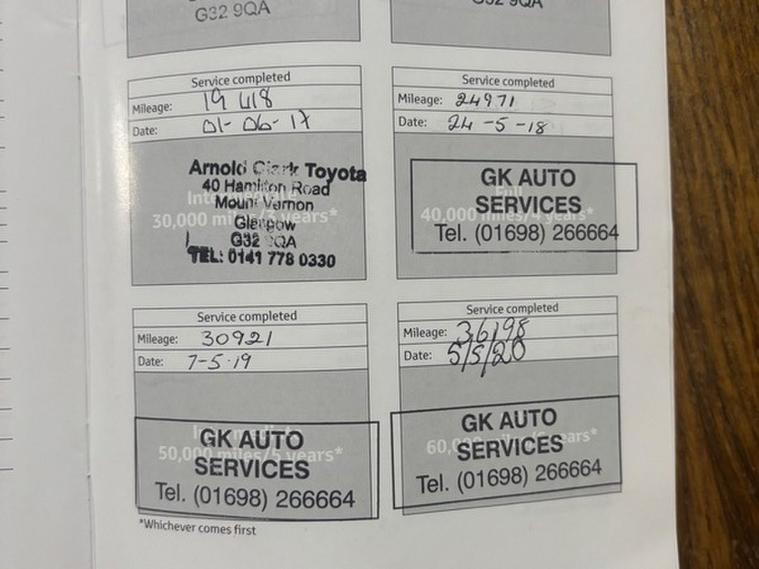 G32 9QA
G32 9QA
Service completed
Mileage: 19 418
Date: 01-06-17
Arnold Clark Toyota
40 Hamilton Road
Mount Vernon
Glasgow
G32 9QA
TEL: 0141 778 0330
30,000 miles/3 years*
Service completed
Mileage: 24971
Date: 24-5-18
Full
40,000 miles/4 years*
GK AUTO
SERVICES
Tel. (01698) 266664
Service completed
Mileage: 30921
Date: 7-5-19
Intermediate
50,000 miles/5 years*
GK AUTO
SERVICES
Tel. (01698) 266664
Service completed
Mileage: 36198
Date: 5/5/20
60,000 miles/6 years*
GK AUTO
SERVICES
Tel. (01698) 266664
*Whichever comes first